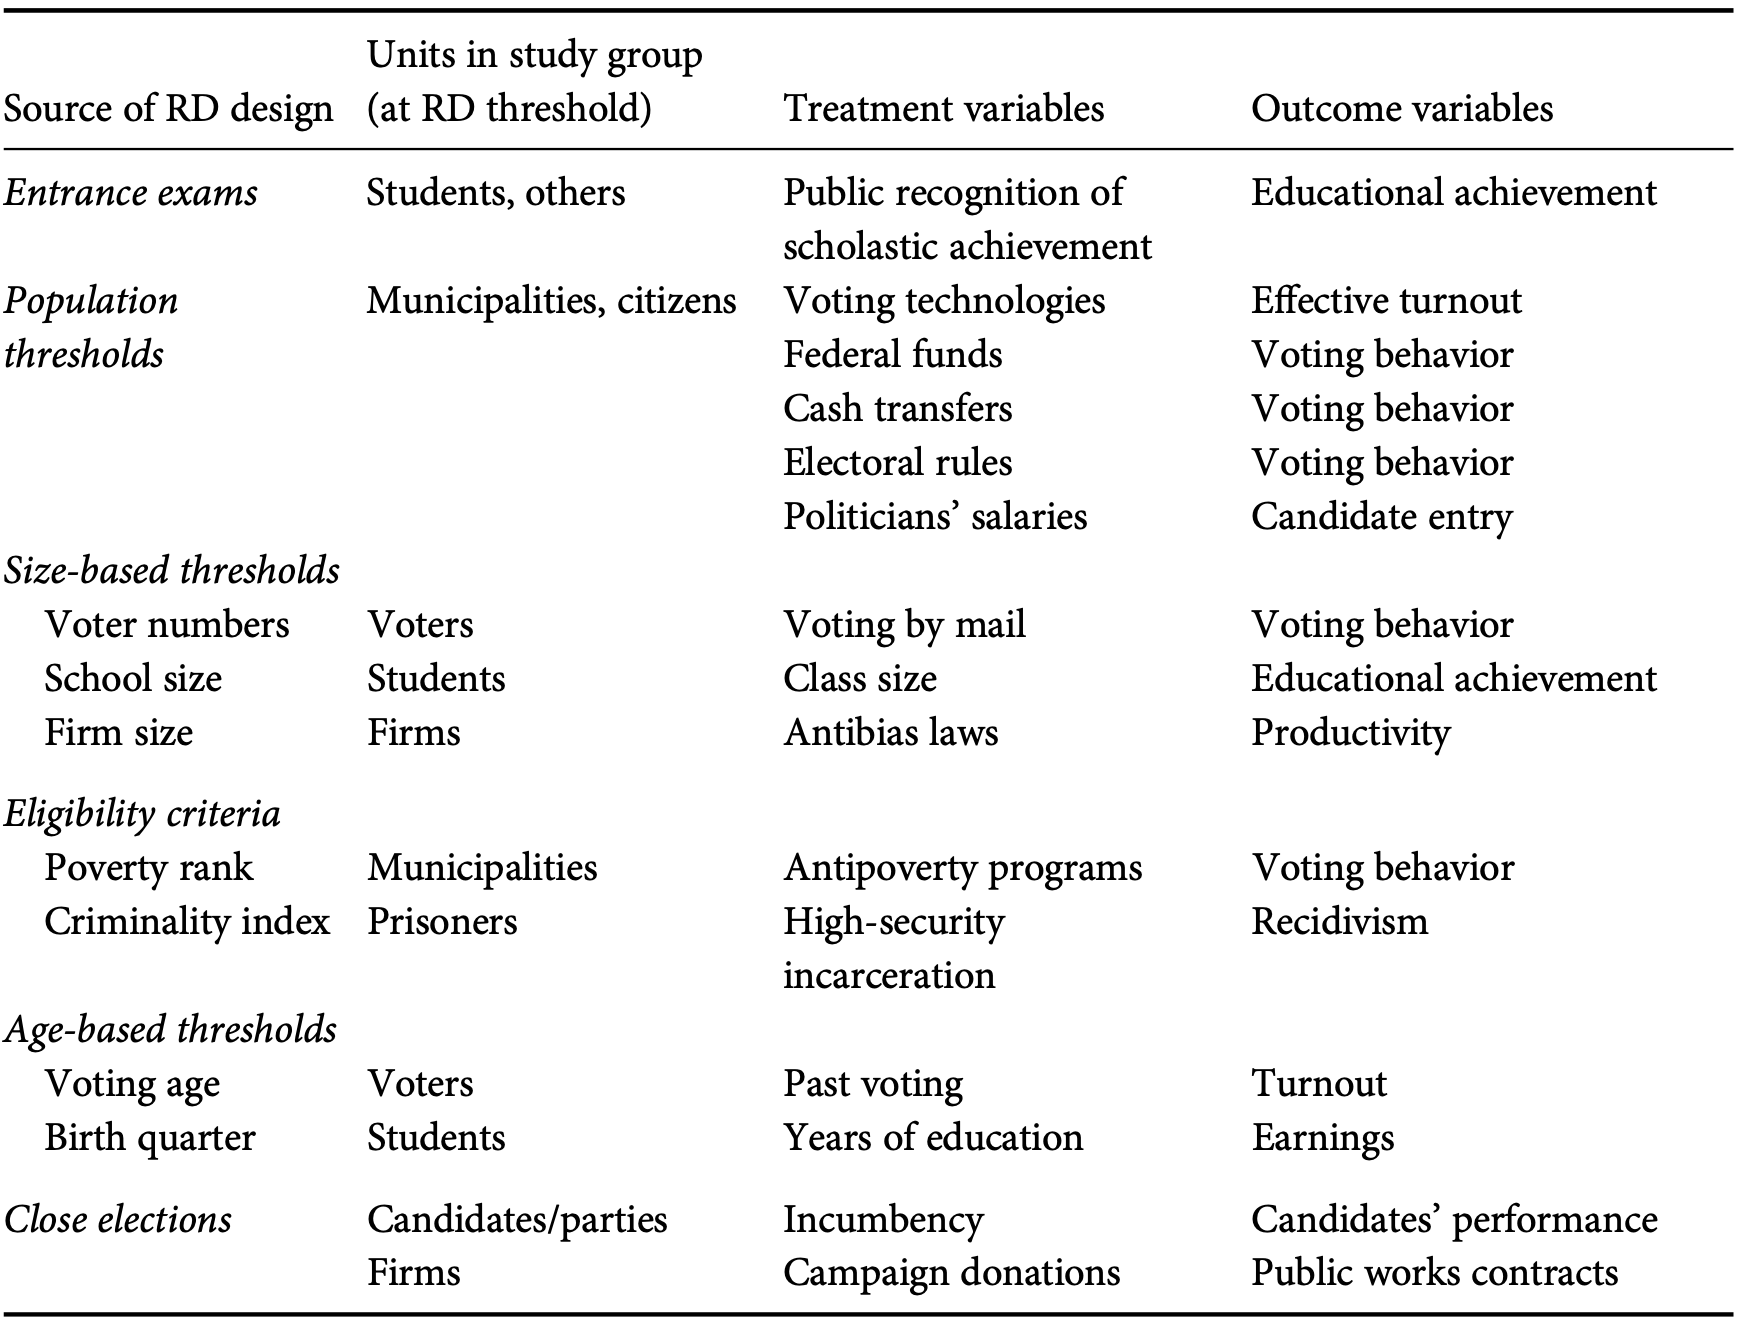 Units in study group
Source of RD design (at RD threshold) Treatment variables Outcome variables
Entrance exams Students, others Public recognition of Educational achievement
scholastic achievement
Population Municipalities, citizens Voting technologies Effective turnout
thresholds Federal funds Voting behavior
Cash transfers Voting behavior
Electoral rules Voting behavior
Politicians’ salaries Candidate entry
Size-based thresholds
Voter numbers Voters Voting by mail Voting behavior
School size Students Class size Educational achievement
Firm size Firms Antibias laws Productivity
Eligibility criteria
Poverty rank Municipalities Antipoverty programs Voting behavior
Criminality index Prisoners High-security Recidivism
incarceration
Age-based thresholds
Voting age Voters Past voting Turnout
Birth quarter Students Years of education Earnings
Close elections Candidates/parties Incumbency Candidates’ performance
Firms Campaign donations Public works contracts